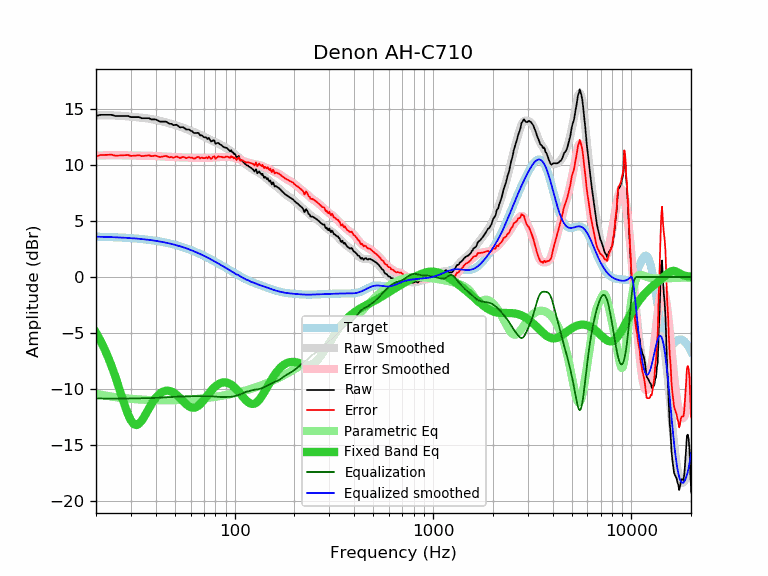 Denon AH-C710
Amplitude (dBr)
15
10
5
0
−5
−10
−15
−20
Target
Raw Smoothed
Error Smoothed
Raw
Error
Parametric Eq
Fixed Band Eq
Equalization
Equalized smoothed
100 1000 10000
Frequency (Hz)